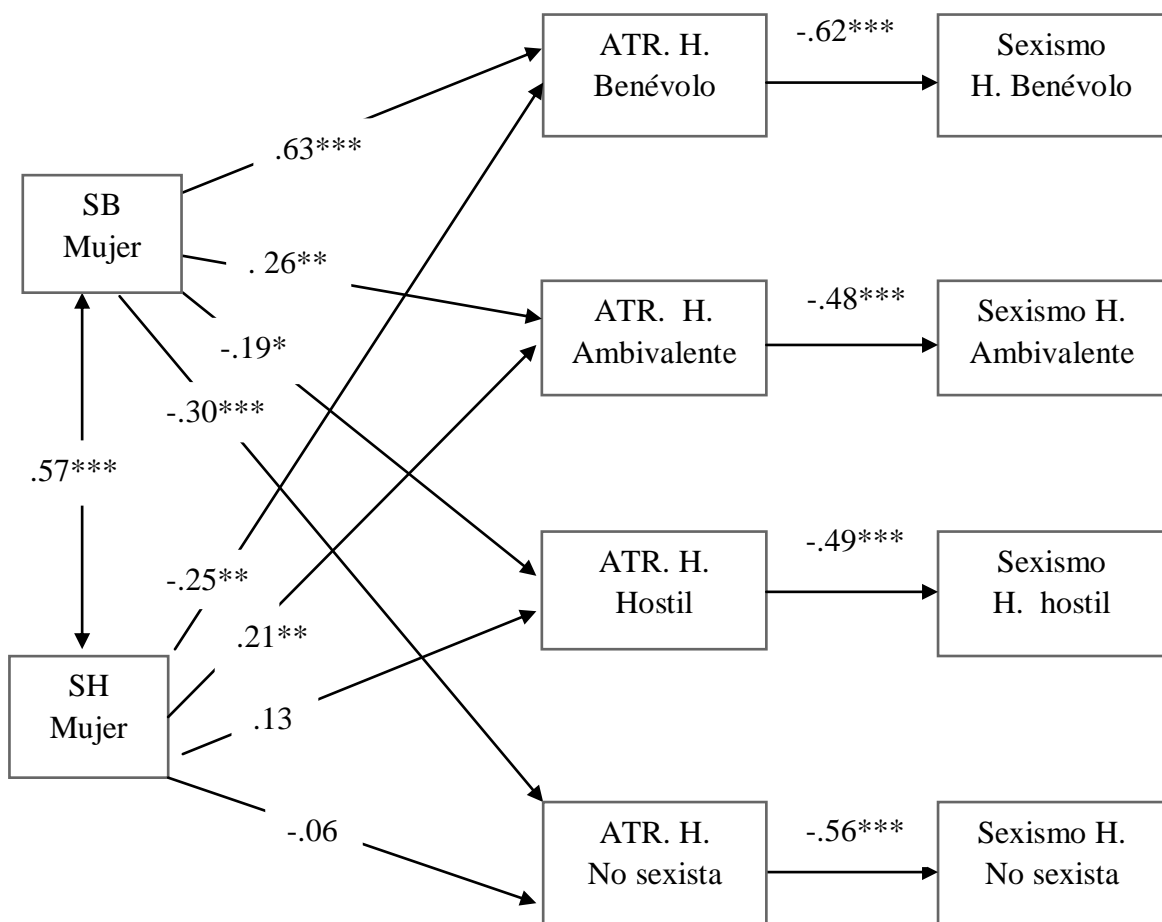 ATR. H.
Benévolo
-.62***
Sexismo
H. Benévolo
.63***
SB
Mujer
. 26**
ATR.  H.
Ambivalente
-.48***
Sexismo H.
Ambivalente
-.19*
-.30***
.57***
ATR. H.
Hostil
-.49***
Sexismo
H.  hostil
-.25**
.21**
SH
Mujer
.13
-.06
ATR. H.
No sexista
-.56***
Sexismo H.
No sexista